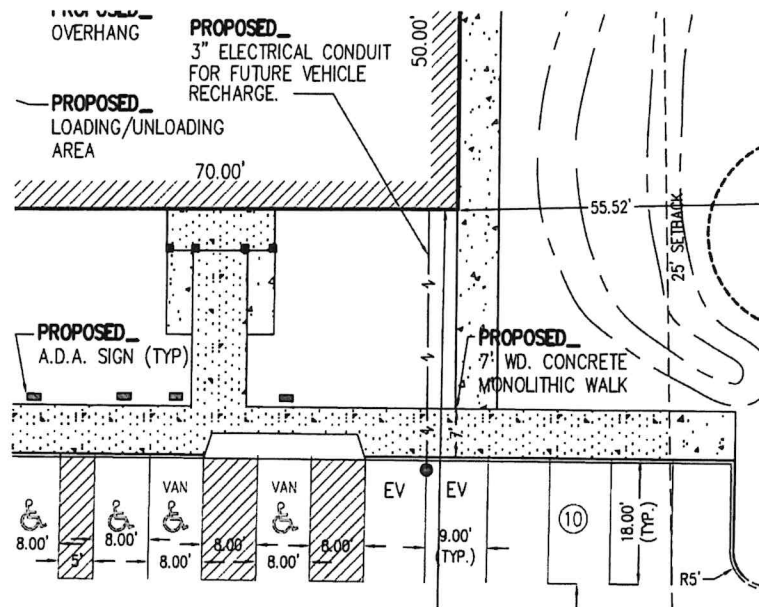 PROPOSED_
OVERHANG
PROPOSED_
3" ELECTRICAL CONDUIT
FOR FUTURE VEHICLE
RECHARGE.
50.00'
PROPOSED_
LOADING/UNLOADING
AREA
70.00'
55.52'
25' SETBACK
PROPOSED_
A.D.A. SIGN (TYP)
PROPOSED_
7' WD. CONCRETE
MONOLITHIC WALK
7'
VAN
VAN
EV
EV
10
18.00'
(TYP.)
8.00'
8.00'
8.00'
8.00'
9.00'
(TYP.)
5'
8.00'
8.00'
R5'